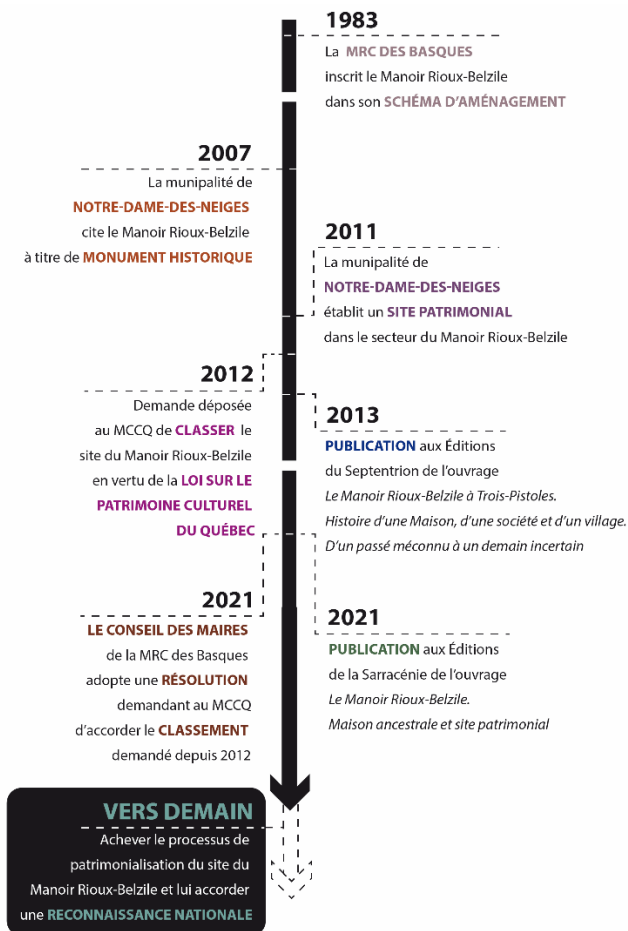 1983
La MRC DES BASQUES
inscrit le Manoir Rioux-Belzile
dans son SCHÉMA D'AMÉNAGEMENT
2007
La munipalité de
NOTRE-DAME-DES-NEIGES
cite le Manoir Rioux-Belzile
à titre de MONUMENT HISTORIQUE
2011
La munipalité de
NOTRE-DAME-DES-NEIGES
établit un SITE PATRIMONIAL
dans le secteur du Manoir Rioux-Belzile
2012
Demande déposée
au MCCQ de CLASSER le
site du Manoir Rioux-Belzile
en vertu de la LOI SUR LE
PATRIMOINE CULTUREL
DU QUÉBEC
2013
PUBLICATION aux Éditions
du Septentrion de l'ouvrage
Le Manoir Rioux-Belzile à Trois-Pistoles.
Histoire d'une Maison, d'une société et d'un village.
D'un passé méconnu à un demain incertain
2021
LE CONSEIL DES MAIRES
de la MRC des Basques
adopte une RÉSOLUTION
demandant au MCCQ
d'accorder le CLASSEMENT
demandé depuis 2012
2021
PUBLICATION aux Éditions
de la Sarracénie de l'ouvrage
Le Manoir Rioux-Belzile.
Maison ancestrale et site patrimonial
VERS DEMAIN
Achever le processus de
patrimonialisation du site du
Manoir Rioux-Belzile et lui accorder
une RECONNAISSANCE NATIONALE